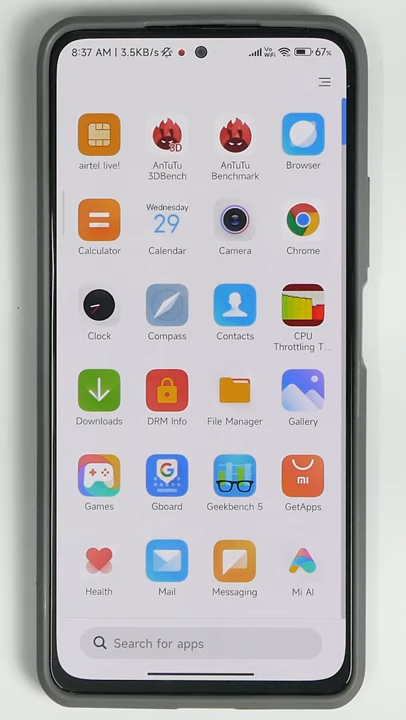 8:37 AM | 3.5KB/s
Vo
WiFi
67%
airtel live!
AnTuTu
3DBench
AnTuTu
Benchmark
Browser
Calculator
Wednesday
29
Calendar
Camera
Chrome
Clock
Compass
Contacts
CPU
Throttling T...
Downloads
DRM Info
File Manager
Gallery
Games
Gboard
Geekbench 5
GetApps
Health
Mail
Messaging
Mi AI
Search for apps